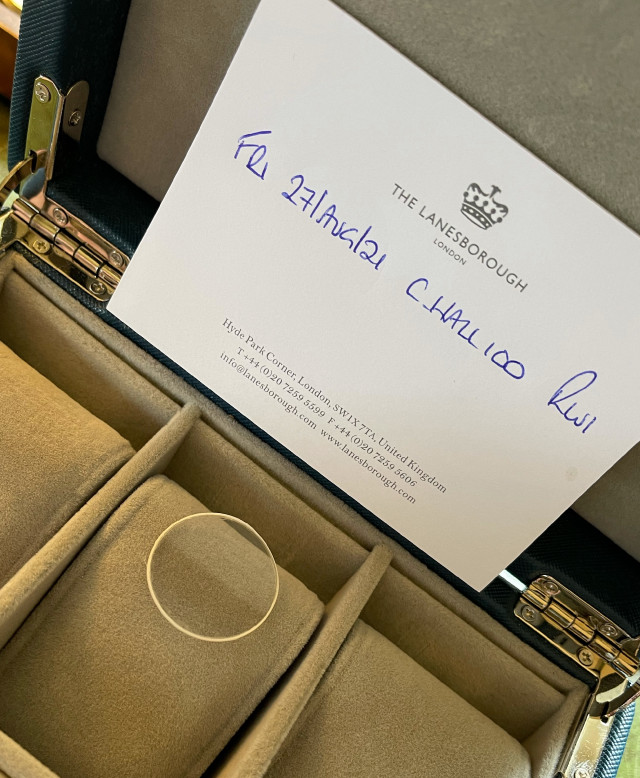 THE LANESBOROUGH
LONDON
FRI 27/AUG/21 C HALL 100 RWI
Hyde Park Corner, London, SW1X 7TA, United Kingdom
T +44 (0)20 7259 5599 F +44 (0)20 7259 5606
info@lanesborough.com www.lanesborough.com